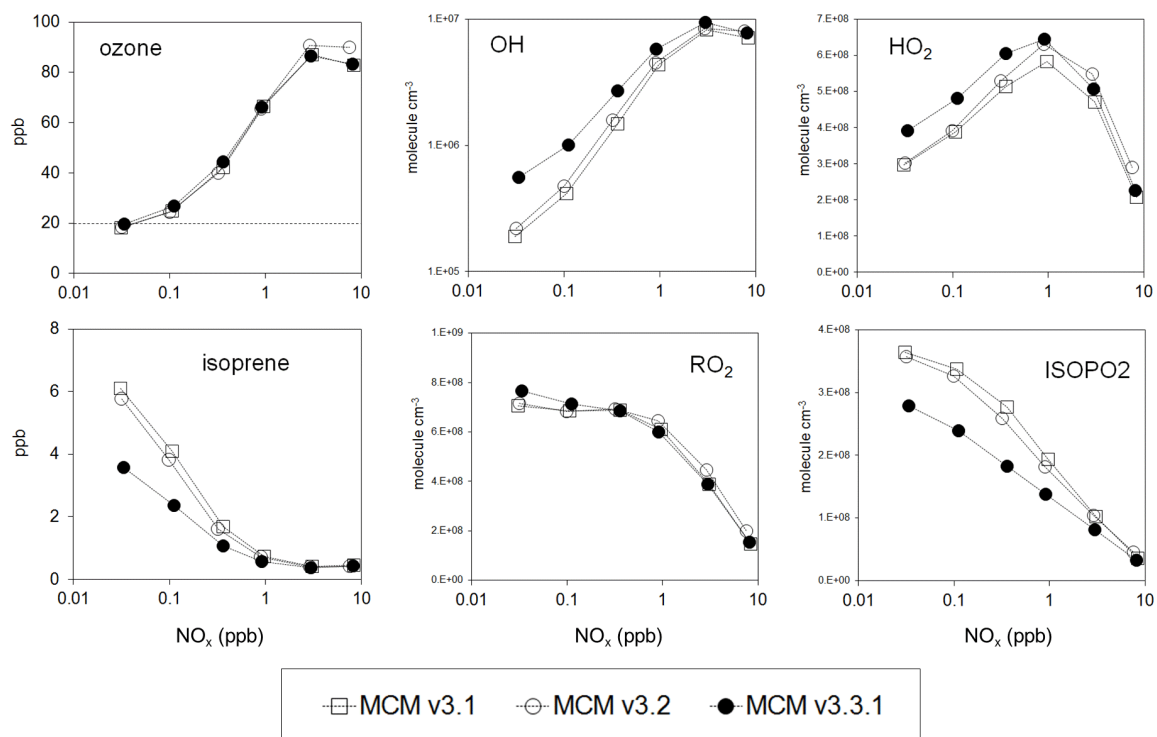 ozone
100
80
60
40
20
0
ppb
0.01 0.1 1 10
OH
1.E+07
1.E+06
1.E+05
molecule cm⁻³
0.01 0.1 1 10
HO₂
7.E+08
6.E+08
5.E+08
4.E+08
3.E+08
2.E+08
1.E+08
0.E+00
molecule cm⁻³
0.01 0.1 1 10
isoprene
8
6
4
2
0
ppb
0.01 0.1 1 10
NOₓ (ppb)
RO₂
1.E+09
8.E+08
6.E+08
4.E+08
2.E+08
0.E+00
molecule cm⁻³
0.01 0.1 1 10
NOₓ (ppb)
ISOPO2
4.E+08
3.E+08
2.E+08
1.E+08
0.E+00
molecule cm⁻³
0.01 0.1 1 10
NOₓ (ppb)
MCM v3.1 MCM v3.2 MCM v3.3.1